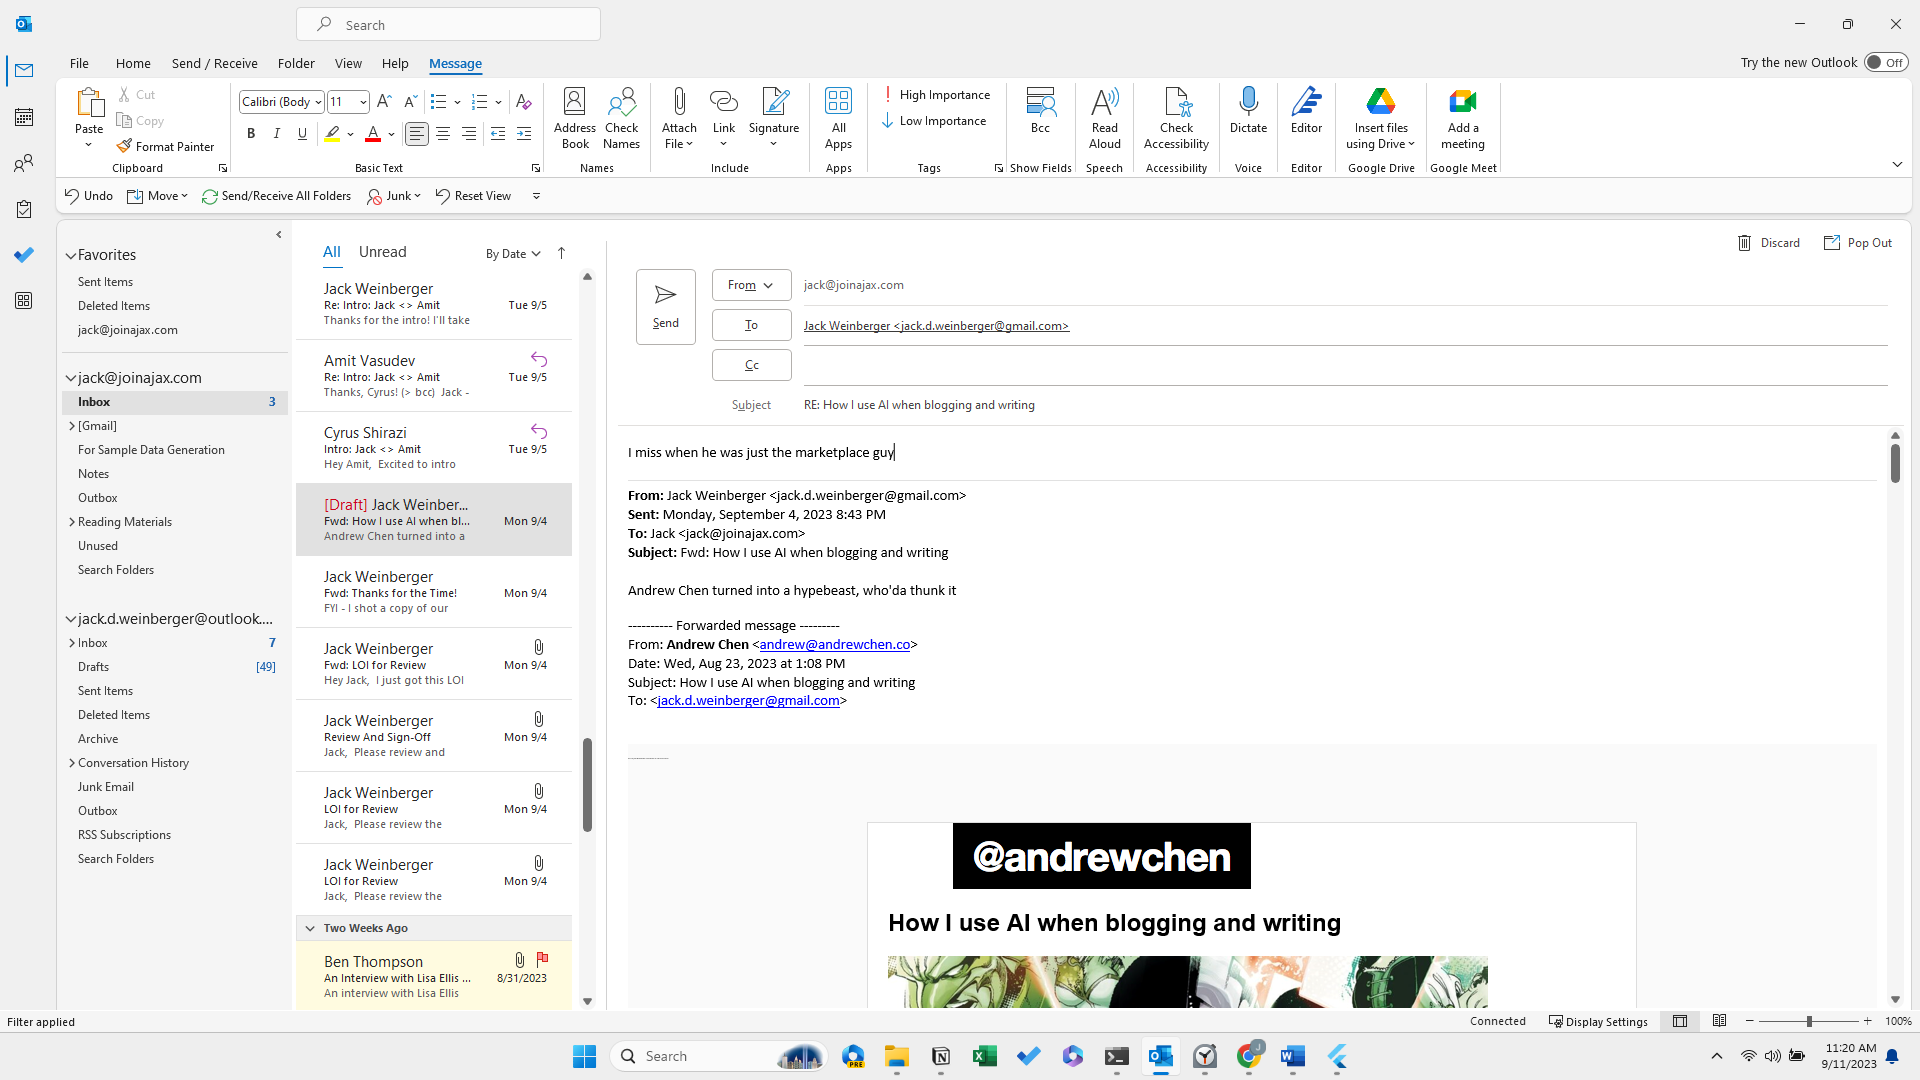 Search
File Home Send / Receive Folder View Help Message
Try the new Outlook Off
Paste
Cut
Copy
Format Painter
Clipboard
Calibri (Body 11
B I U
Basic Text
Address Book
Check Names
Names
Attach File
Link
Signature
Include
All Apps
Apps
High Importance
Low Importance
Tags
Bcc
Show Fields
Read Aloud
Speech
Check Accessibility
Accessibility
Dictate
Voice
Editor
Editor
Insert files using Drive
Google Drive
Add a meeting
Google Meet
Undo Move Send/Receive All Folders Junk Reset View
Favorites
Sent Items
Deleted Items
jack@joinajax.com
jack@joinajax.com
Inbox 3
[Gmail]
For Sample Data Generation
Notes
Outbox
Reading Materials
Unused
Search Folders
jack.d.weinberger@outlook....
Inbox 7
Drafts [49]
Sent Items
Deleted Items
Archive
Conversation History
Junk Email
Outbox
RSS Subscriptions
Search Folders
All Unread By Date
Jack Weinberger
Re: Intro: Jack <> Amit Tue 9/5
Thanks for the intro! I'll take
Amit Vasudev
Re: Intro: Jack <> Amit Tue 9/5
Thanks, Cyrus! (> bcc) Jack -
Cyrus Shirazi
Intro: Jack <> Amit Tue 9/5
Hey Amit, Excited to intro
[Draft] Jack Weinber...
Fwd: How I use AI when bl... Mon 9/4
Andrew Chen turned into a
Jack Weinberger
Fwd: Thanks for the Time! Mon 9/4
FYI - I shot a copy of our
Jack Weinberger
Fwd: LOI for Review Mon 9/4
Hey Jack, I just got this LOI
Jack Weinberger
Review And Sign-Off Mon 9/4
Jack, Please review and
Jack Weinberger
LOI for Review Mon 9/4
Jack, Please review the
Jack Weinberger
LOI for Review Mon 9/4
Jack, Please review the
Two Weeks Ago
Ben Thompson
An Interview with Lisa Ellis ... 8/31/2023
An interview with Lisa Ellis
Discard Pop Out
Send
From jack@joinajax.com
To Jack Weinberger <jack.d.weinberger@gmail.com>
Cc
Subject RE: How I use AI when blogging and writing
I miss when he was just the marketplace guy
From: Jack Weinberger <jack.d.weinberger@gmail.com>
Sent: Monday, September 4, 2023 8:43 PM
To: Jack <jack@joinajax.com>
Subject: Fwd: How I use AI when blogging and writing
Andrew Chen turned into a hypebeast, who'da thunk it
---------- Forwarded message ---------
From: Andrew Chen <andrew@andrewchen.co>
Date: Wed, Aug 23, 2023 at 1:08 PM
Subject: How I use AI when blogging and writing
To: <jack.d.weinberger@gmail.com>
@andrewchen
How I use AI when blogging and writing
Filter applied Connected Display Settings 100%
Search PRE J 11:20 AM
9/11/2023